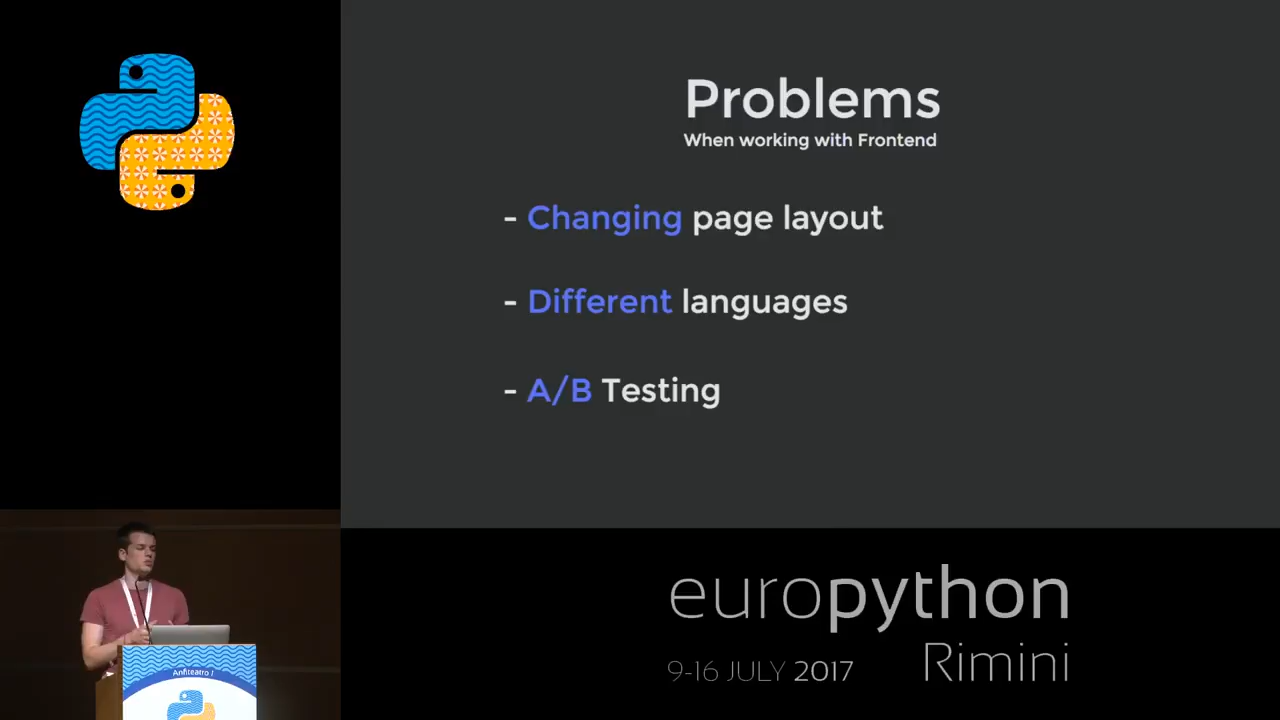 Problems
When working with Frontend
- Changing page layout
- Different languages
- A/B Testing
europython
Rimini
9-16 JULY 2017
Anfiteatro 1